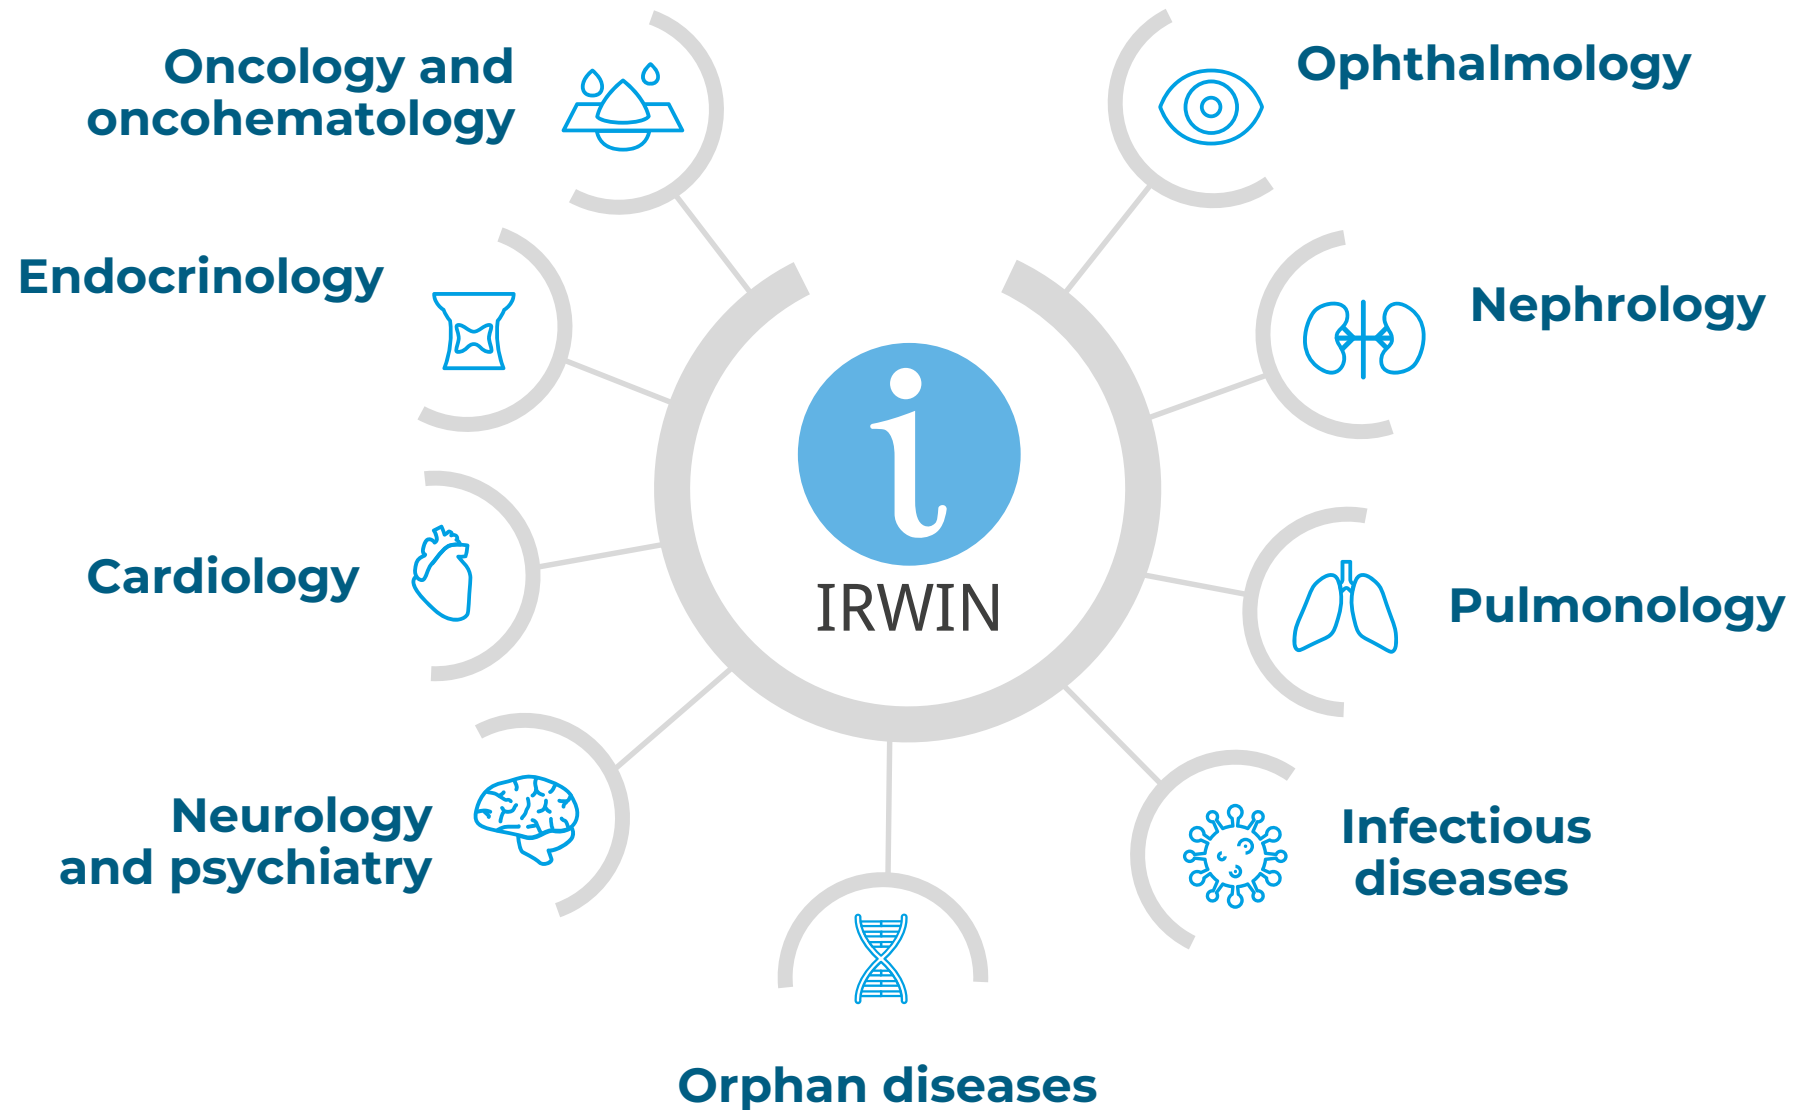 Oncology and
oncohematology
Ophthalmology
Endocrinology
Nephrology
i
IRWIN
Cardiology
Pulmonology
Neurology
and psychiatry
Infectious
diseases
Orphan diseases